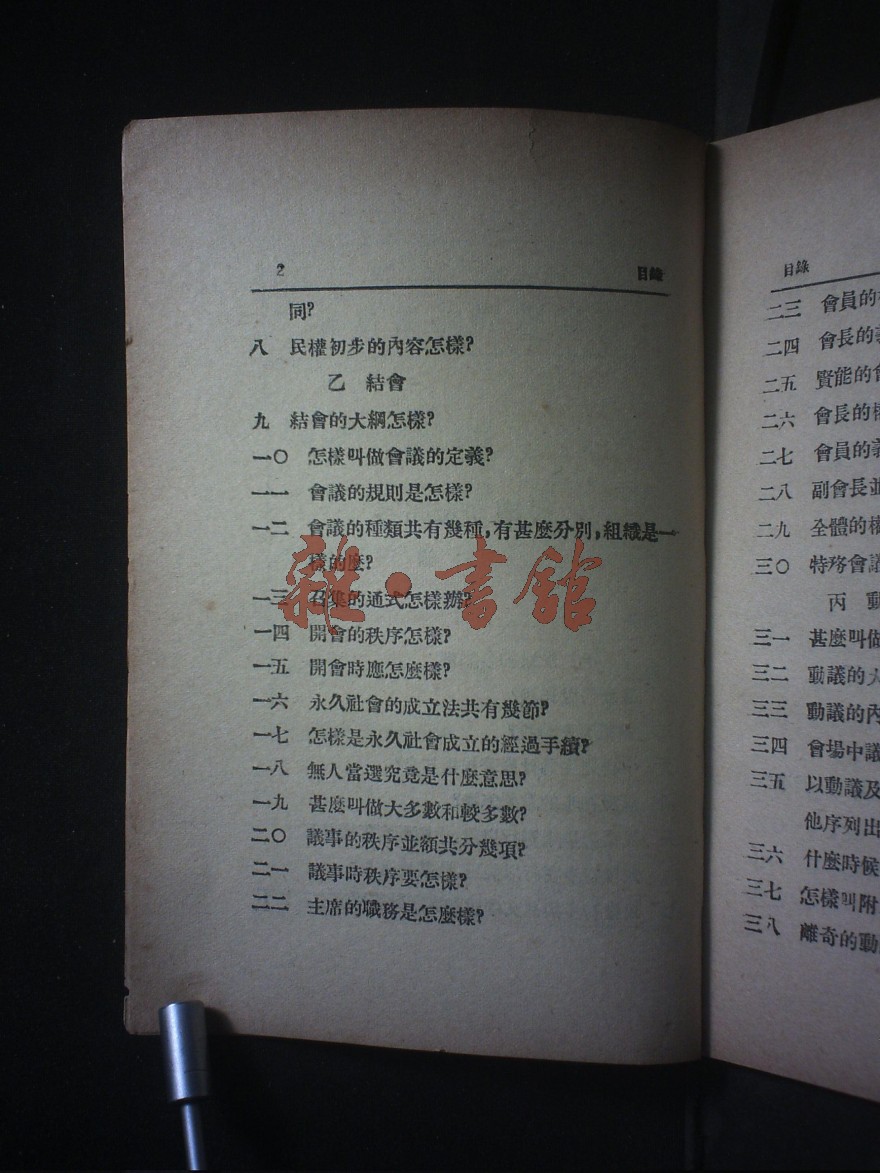 2 目錄
同?
八 民權初步的內容怎樣?
乙 結會
九 結會的大綱怎樣?
一〇 怎樣叫做會議的定義?
一一 會議的規則是怎樣?
一二 會議的種類共有幾種,有甚麼分別,組織是一
樣的麼?
一三 召集的通式怎樣辦?
一四 開會的秩序怎樣?
一五 開會時應怎麼樣?
一六 永久社會的成立法共有幾節?
一七 怎樣是永久社會成立的經過手續?
一八 無人當选究竟是什麼意思?
一九 甚麼叫做大多數和較多數?
二〇 議事的秩序並額共分幾項?
二一 議事時秩序要怎樣?
二二 主席的職務是怎麼樣?
雜·書館
目錄
二三 會員的
二四 會長的義
二五 賢能的會
二六 會長的權
二七 會員的義
二八 副會長並
二九 全體的權
三〇 特殊會議
丙 動
三一 甚麼叫做
三二 動議的大
三三 動議的內
三四 會場中議
三五 以動議及
他序列出
三六 什麼時候
三七 怎樣叫附
三八 離奇的動